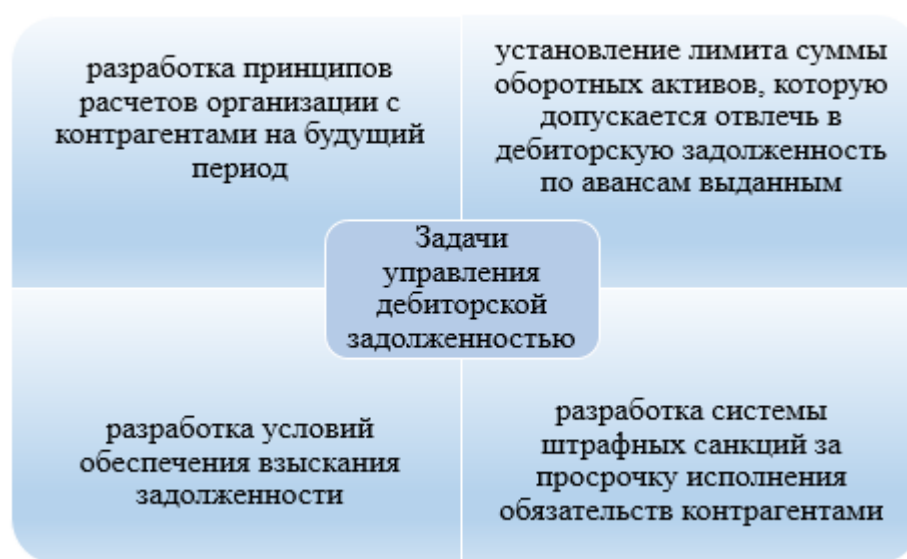 разработка принципов
расчетов организации с
контрагентами на будущий
период
установление лимита суммы
оборотных активов, которую
допускается отвлечь в
дебиторскую задолженность
по авансам выданным
Задачи
управления
дебиторской
задолженностью
разработка условий
обеспечения взыскания
задолженности
разработка системы
штрафных санкций за
просрочку исполнения
обязательств контрагентами